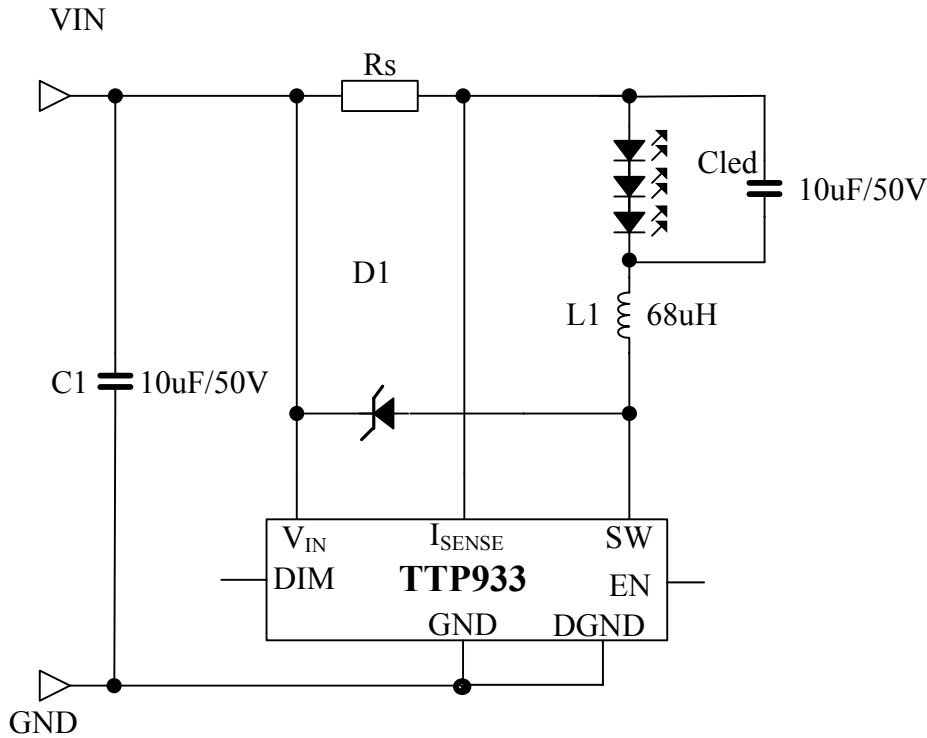 VIN
Rs
Cled
10uF/50V
D1
L1 68uH
C1 10uF/50V
VIN ISENSE SW
DIM TTP933 EN
GND DGND
GND